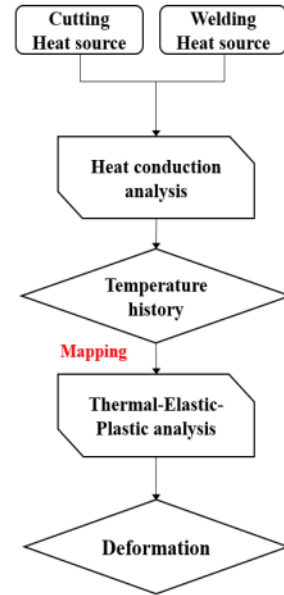 Cutting
Heat source
Welding
Heat source
Heat conduction
analysis
Temperature
history
Mapping
Thermal-Elastic-
Plastic analysis
Deformation